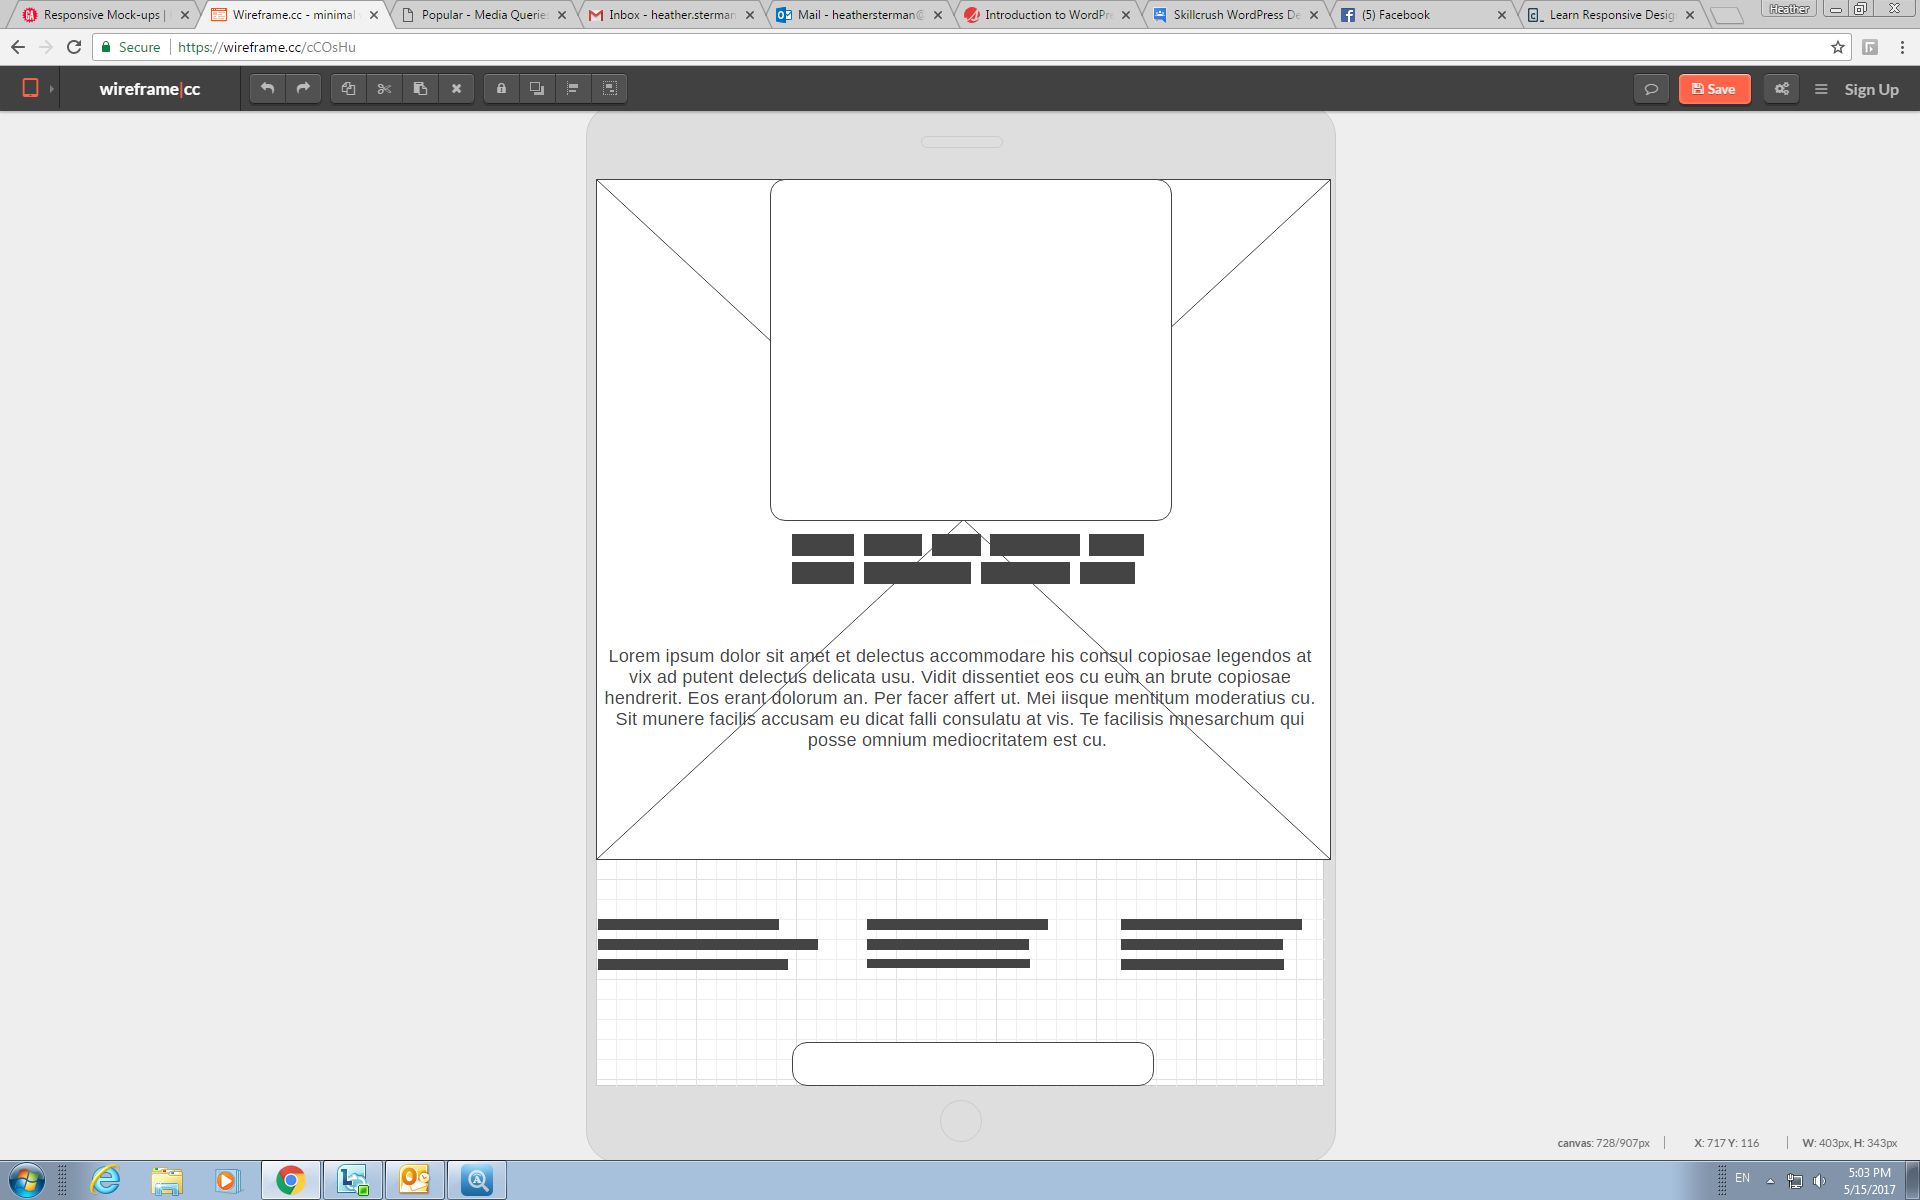 Responsive Mock-ups |
Wireframe.cc - minimal
Popular - Media Querie
Inbox - heather.sterman
Mail - heathersterman@
Introduction to WordPr
Skillcrush WordPress De
(5) Facebook
Learn Responsive Desig
Heather
Secure
https://wireframe.cc/cCOsHu
wireframe|cc
Save
Sign Up
Lorem ipsum dolor sit amet et delectus accommodare his consul copiosae legendos at
vix ad putent delectus delicata usu. Vidit dissentiet eos cu eum an brute copiosae
hendrerit. Eos erant dolorum an. Per facer affert ut. Mei iisque mentitum moderatius cu.
Sit munere facilis accusam eu dicat falli consulatu at vis. Te facilisis mnesarchum qui
posse omnium mediocritatem est cu.
canvas: 728/907px
X: 717 Y: 116
W: 403px, H: 343px
EN
5:03 PM
5/15/2017